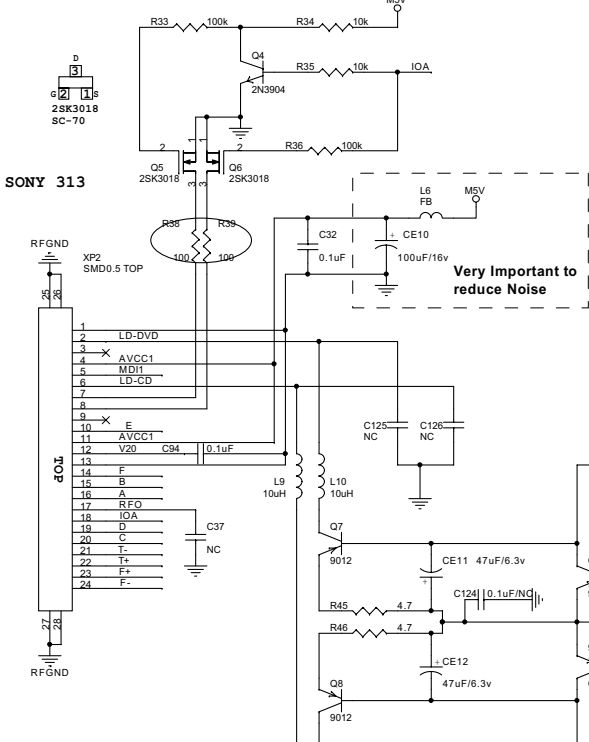 M5V
R33
100k
R34
10k
Q4
2N3904
R35
10k
IOA
D
3
G
2
1
S
2SK3018
SC-70
R36
100k
2
1
1
2
Q5
2SK3018
3
3
Q6
2SK3018
SONY 313
R38
R39
100
100
L6
FB
M5V
C32
0.1uF
+
CE10
100uF/16v
Very Important to
reduce Noise
RFGND
XP2
SMD0.5 TOP
25
26
TOP
1
2
LD-DVD
3
4
AVCC1
5
MDI1
6
LD-CD
7
8
9
10
E
11
AVCC1
12
V20
C94
0.1uF
13
14
F
15
B
16
A
17
RFO
18
IOA
19
D
20
C
21
T-
22
T+
23
F+
24
F-
27
28
RFGND
C37
NC
C125
NC
C126
NC
L9
10uH
L10
10uH
Q7
9012
CE11
47uF/6.3v
+
C124
0.1uF/NC
R45
4.7
R46
4.7
+
CE12
47uF/6.3v
Q8
9012